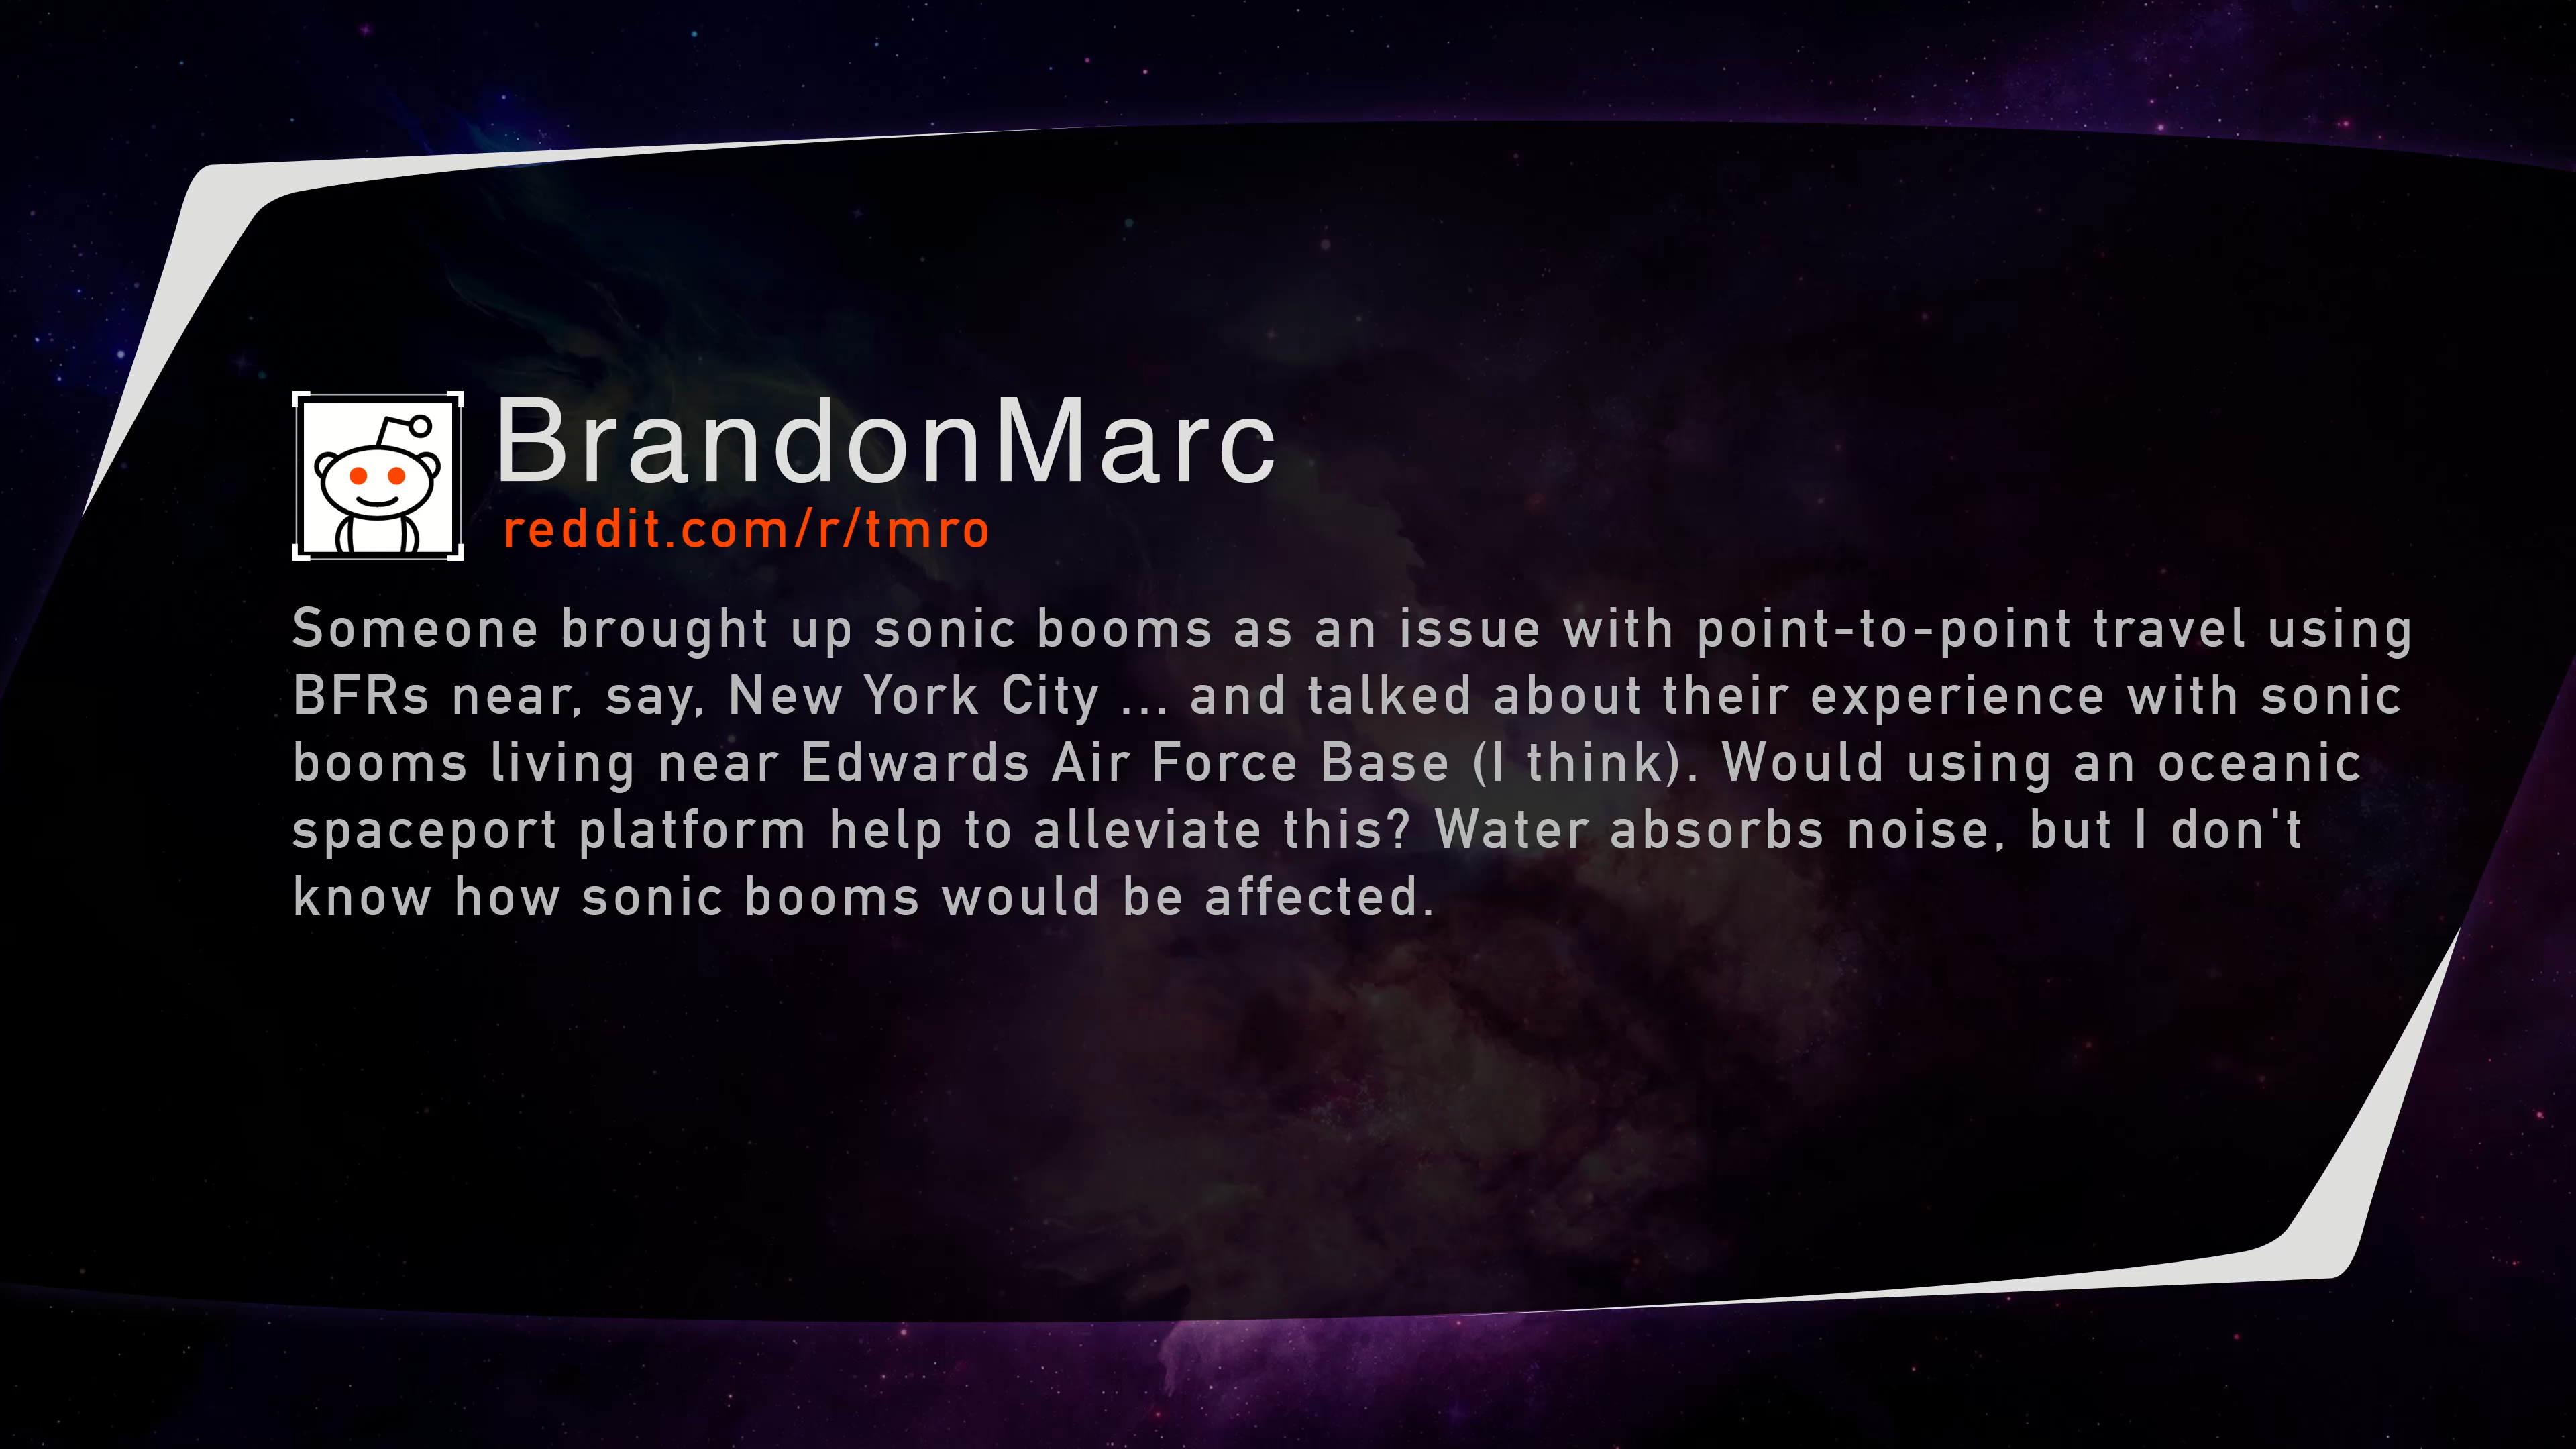 BrandonMarc
reddit.com/r/tmro
Someone brought up sonic booms as an issue with point-to-point travel using
BFRs near, say, New York City ... and talked about their experience with sonic
booms living near Edwards Air Force Base (I think). Would using an oceanic
spaceport platform help to alleviate this? Water absorbs noise, but I don't
know how sonic booms would be affected.